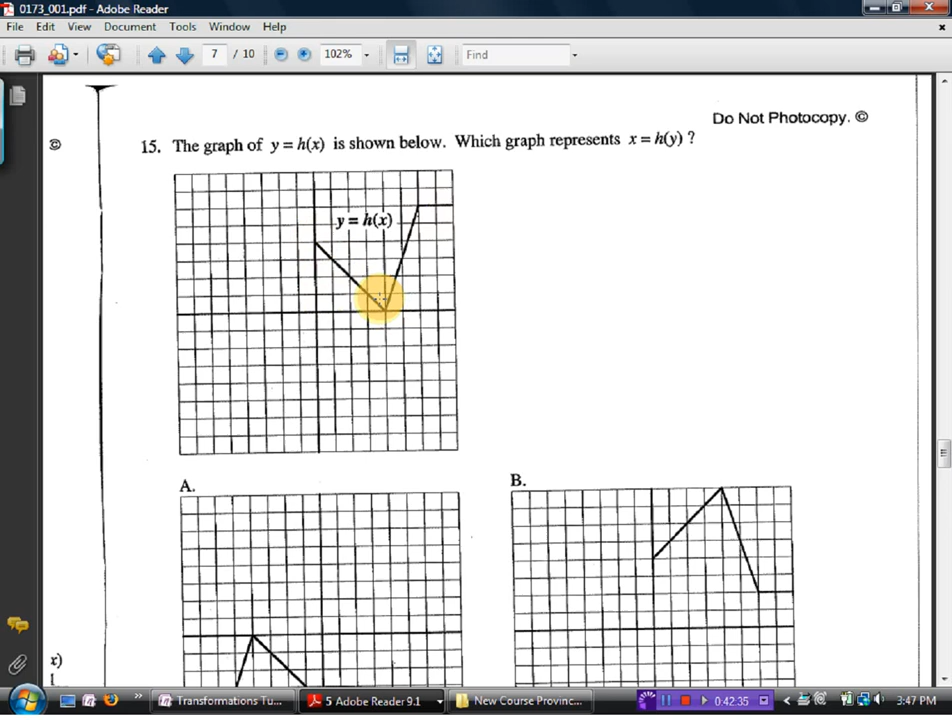 0173_001.pdf - Adobe Reader
File Edit View Document Tools Window Help
7 / 10 102% Find
Do Not Photocopy. ©
©
15. The graph of y = h(x) is shown below. Which graph represents x = h(y) ?
y = h(x)
A.
B.
x)
Transformations Tu... 5 Adobe Reader 9.1 New Course Provinc... 0:42:35 3:47 PM